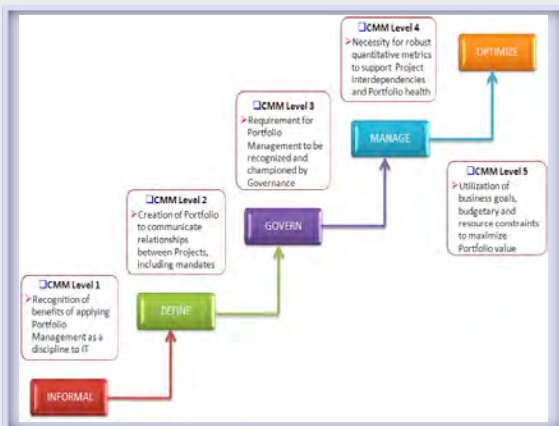 CMM Level 4
Necessity for robust
quantitative metrics
to support Project
Interdependencies
and Portfolio health
OPTIMIZE
CMM Level 3
Requirement for
Portfolio
Management to be
recognized and
championed by
Governance
MANAGE
CMM Level 5
Utilization of
business goals,
budgetary and
resource constraints
to maximize
Portfolio value
CMM Level 2
Creation of Portfolio
to communicate
relationships
between Projects,
including mandates
GOVERN
CMM Level 1
Recognition of
benefits of applying
Portfolio
Management as a
discipline to IT
DEFINE
INFORMAL